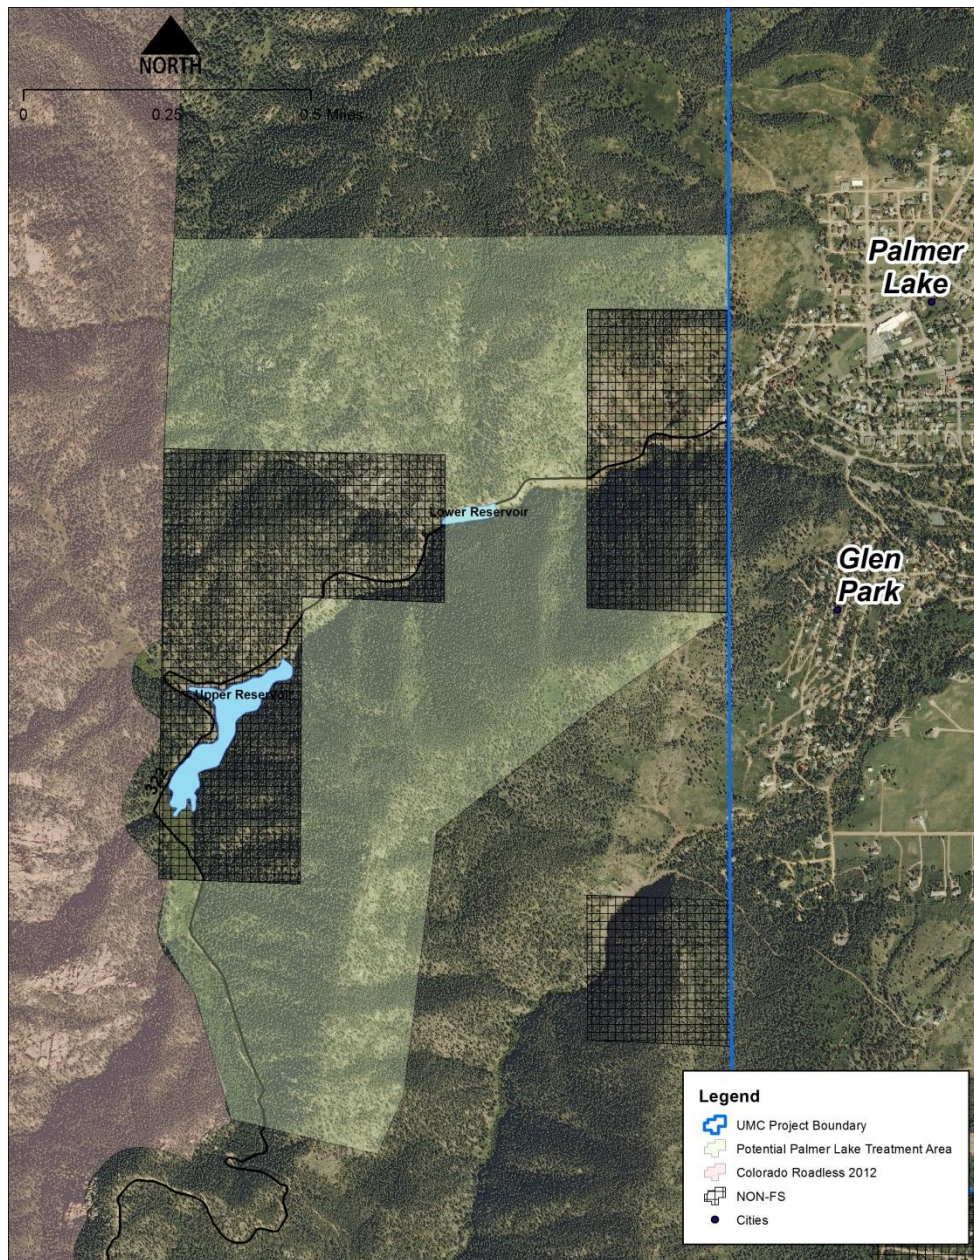 NORTH
0 0.25 0.5 Miles
Palmer
Lake
Lower Reservoir
Glen
Park
Upper Reservoir
322
Legend
UMC Project Boundary
Potential Palmer Lake Treatment Area
Colorado Roadless 2012
NON-FS
Cities